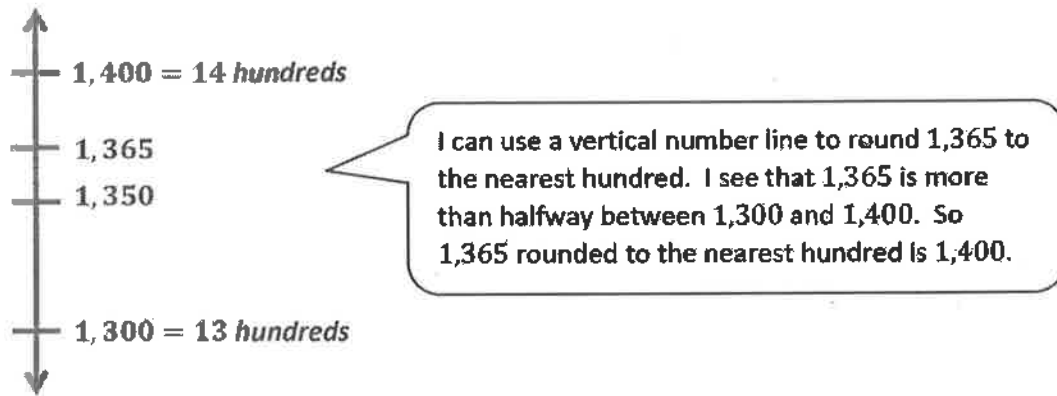 1,400 = 14 hundreds
1,365
1,350
1,300 = 13 hundreds
I can use a vertical number line to round 1,365 to
the nearest hundred. I see that 1,365 is more
than halfway between 1,300 and 1,400. So
1,365 rounded to the nearest hundred is 1,400.